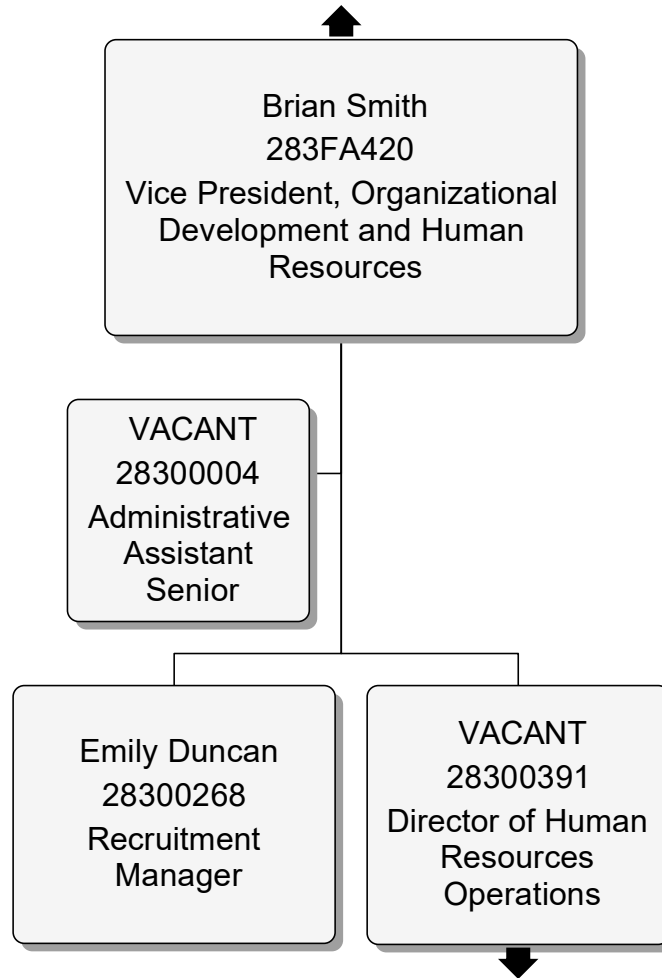 Brian Smith
283FA420
Vice President, Organizational
Development and Human
Resources
VACANT
28300004
Administrative
Assistant
Senior
Emily Duncan
28300268
Recruitment
Manager
VACANT
28300391
Director of Human
Resources
Operations